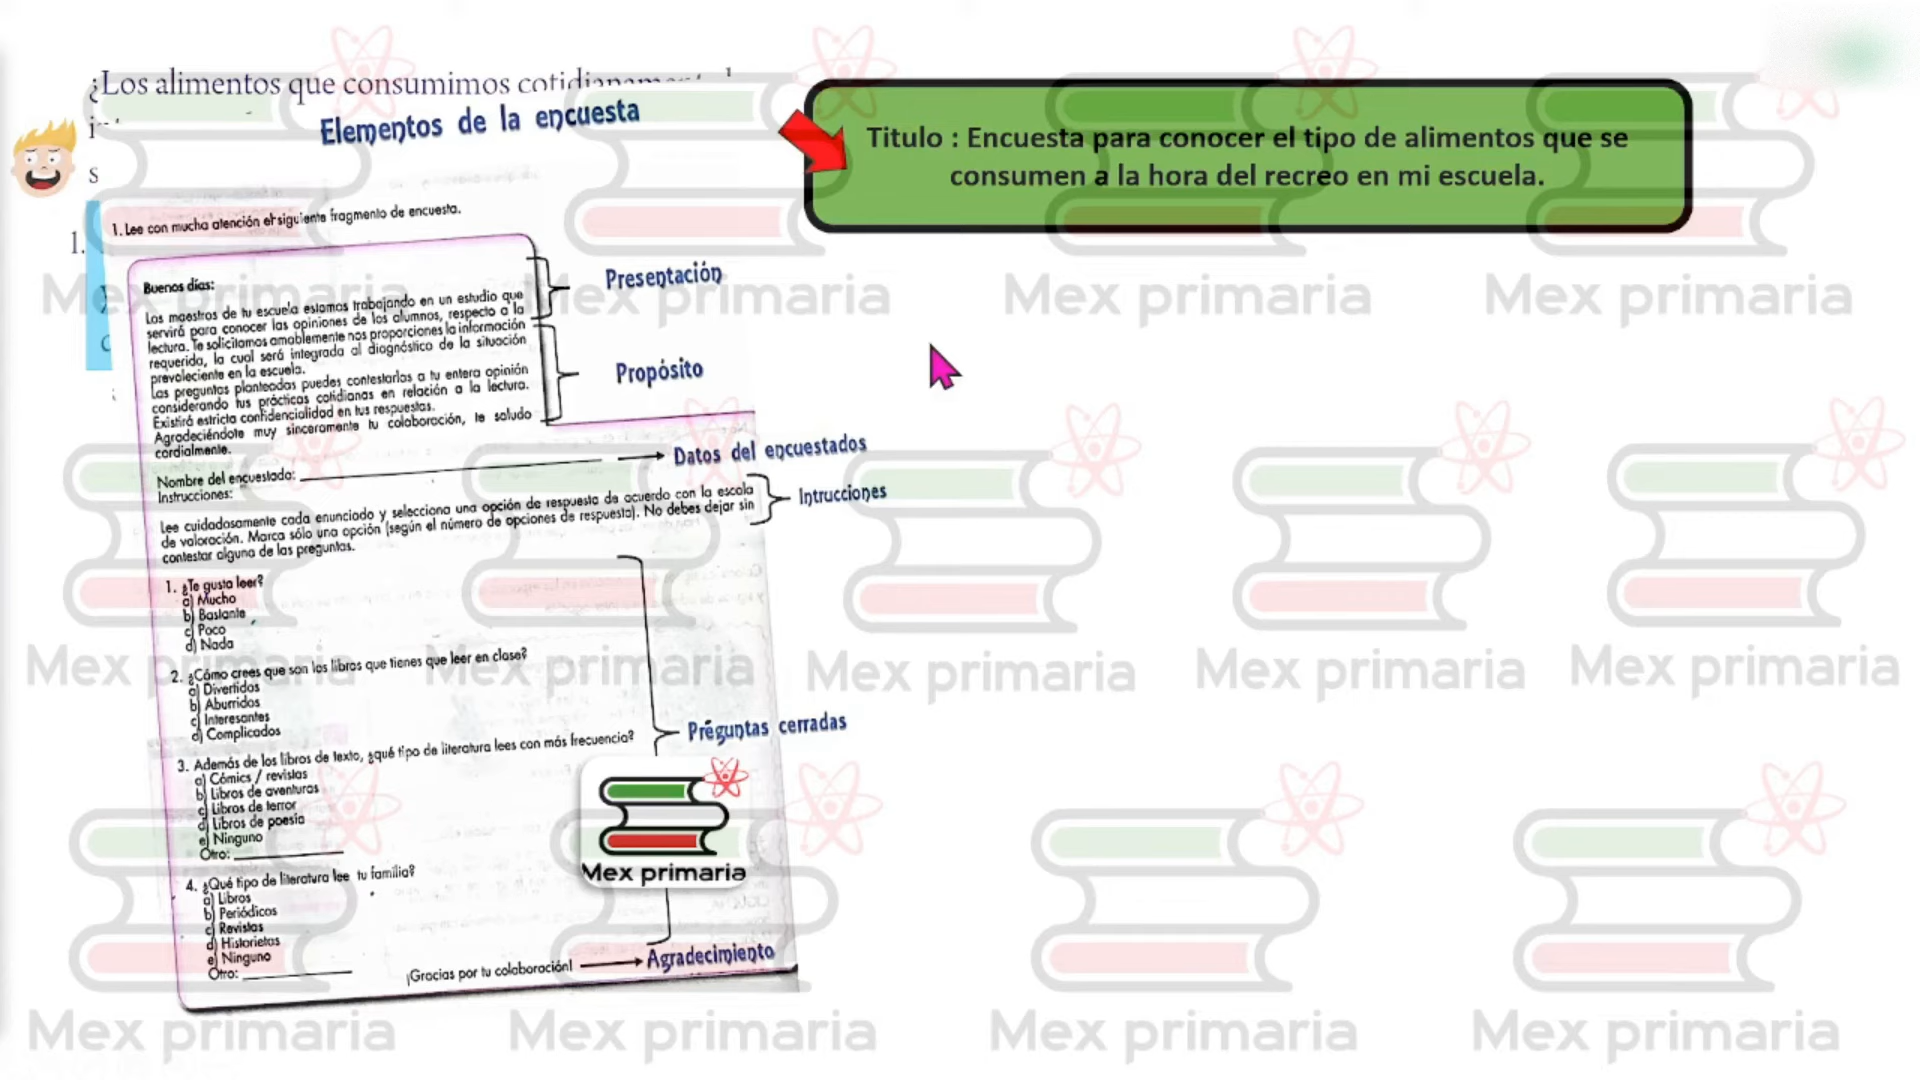 ¿Los alimentos que consumimos
Elementos de la encuesta
s
1.
1. Lee con mucha atención el siguiente fragmento de encuesta.
Buenos días:
Los maestros de tu escuela estamos trabajando en un estudio que
servirá para conocer las opiniones de los alumnos, respecto a la
lectura. Te solicitamos amablemente nos proporciones la información
requerida, la cual será integrada al diagnóstico de la situación
prevaleciente en la escuela.
Las preguntas planteadas puedes contestarlas a tu entera opinión
considerando tus prácticas cotidianas en relación a la lectura.
Existirá estricta confidencialidad en tus respuestas.
Agradeciéndote muy sinceramente tu colaboración, te saludo
cordialmente.
Presentación
Propósito
Nombre del encuestado:
Datos del encuestados
Instrucciones:
Lee cuidadosamente cada enunciado y selecciona una opción de respuesta de acuerdo con la escala
de valoración. Marca sólo una opción (según el número de opciones de respuesta). No debes dejar sin
contestar alguna de las preguntas.
Intrucciones
1. ¿Te gusta leer?
a) Mucho
b) Bastante
c) Poco
d) Nada
2. ¿Cómo crees que son los libros que tienes que leer en clase?
a) Divertidos
b) Aburridos
c) Interesantes
d) Complicados
3. Además de los libros de texto, ¿qué tipo de literatura lees con más frecuencia?
a) Cómics / revistas
b) Libros de aventuras
c) Libros de terror
d) Libros de poesía
e) Ninguno
Otro:
Préguntas cerradas
4. ¿Qué tipo de literatura lee tu familia?
a) Libros
b) Periódicos
c) Revistas
d) Historietas
e) Ninguno
Otro:
¡Gracias por tu colaboración!
Agradecimiento
Titulo : Encuesta para conocer el tipo de alimentos que se
consumen a la hora del recreo en mi escuela.
Mex primaria
Mex primaria
Mex primaria
Mex primaria
Mex primaria
Mex primaria
Mex primaria
Mex primaria
Mex primaria
Mex primaria
Mex primaria
Mex primaria
Mex primaria
Mex primaria